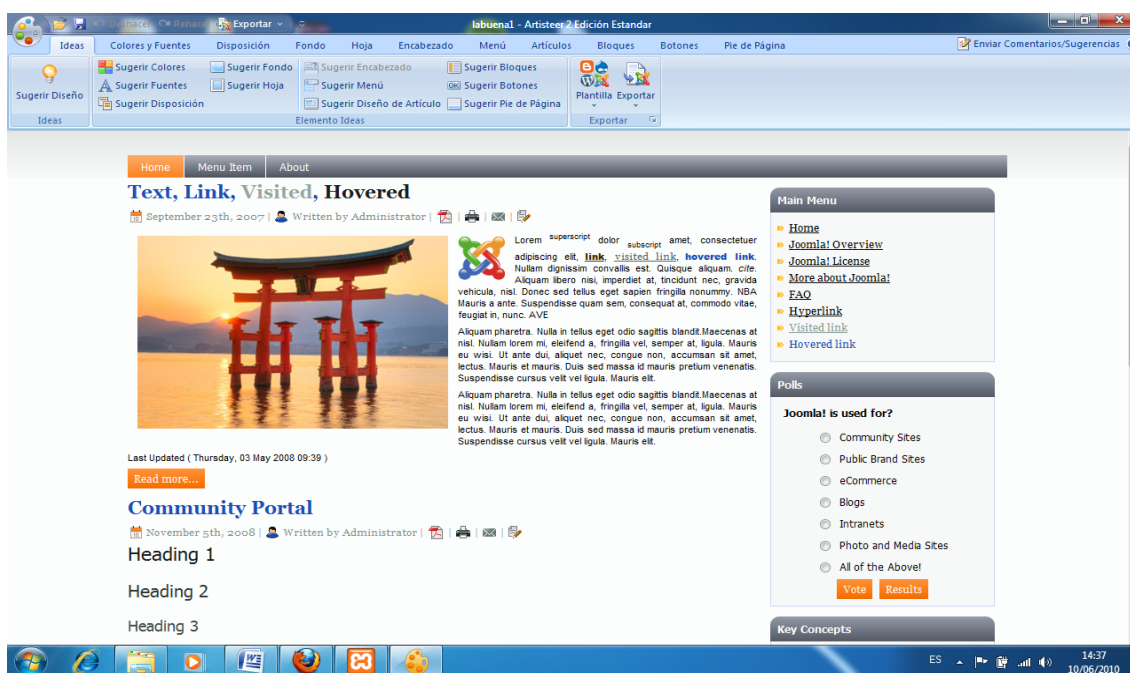 Deshacer Rehacer Exportar labuena1 - Artisteer 2 Edición Estandar
Ideas Colores y Fuentes Disposición Fondo Hoja Encabezado Menú Artículos Bloques Botones Pie de Página Enviar Comentarios/Sugerencias
Sugerir Diseño
Sugerir Colores Sugerir Fondo Sugerir Encabezado Sugerir Bloques
Sugerir Fuentes Sugerir Hoja Sugerir Menú Sugerir Botones
Sugerir Disposición Sugerir Diseño de Artículo Sugerir Pie de Página
Plantilla Exportar
Ideas Elemento Ideas Exportar
Home Menu Item About
Text, Link, Visited, Hovered
September 23th, 2007 | Written by Administrator | | | |
Lorem superscript dolor subscript amet, consectetuer
adipiscing elit, link, visited link, hovered link.
Nullam dignissim convallis est. Quisque aliquam. cite.
Aliquam libero nisi, imperdiet at, tincidunt nec, gravida
vehicula, nisl. Donec sed tellus eget sapien fringilla nonummy. NBA
Mauris a ante. Suspendisse quam sem, consequat at, commodo vitae,
feugiat in, nunc. AVE
Aliquam pharetra. Nulla in tellus eget odio sagittis blandit.Maecenas at
nisl. Nullam lorem mi, eleifend a, fringilla vel, semper at, ligula. Mauris
eu wisi. Ut ante dui, aliquet nec, congue non, accumsan sit amet,
lectus. Mauris et mauris. Duis sed massa id mauris pretium venenatis.
Suspendisse cursus velit vel ligula. Mauris elit.
Aliquam pharetra. Nulla in tellus eget odio sagittis blandit.Maecenas at
nisl. Nullam lorem mi, eleifend a, fringilla vel, semper at, ligula. Mauris
eu wisi. Ut ante dui, aliquet nec, congue non, accumsan sit amet,
lectus. Mauris et mauris. Duis sed massa id mauris pretium venenatis.
Suspendisse cursus velit vel ligula. Mauris elit.
Last Updated ( Thursday, 03 May 2008 09:39 )
Read more...
Community Portal
November 5th, 2008 | Written by Administrator | | | |
Heading 1
Heading 2
Heading 3
Main Menu
Home
Joomla! Overview
Joomla! License
More about Joomla!
FAQ
Hyperlink
Visited link
Hovered link
Polls
Joomla! is used for?
Community Sites
Public Brand Sites
eCommerce
Blogs
Intranets
Photo and Media Sites
All of the Above!
Vote Results
Key Concepts
ES 14:37
10/06/2010